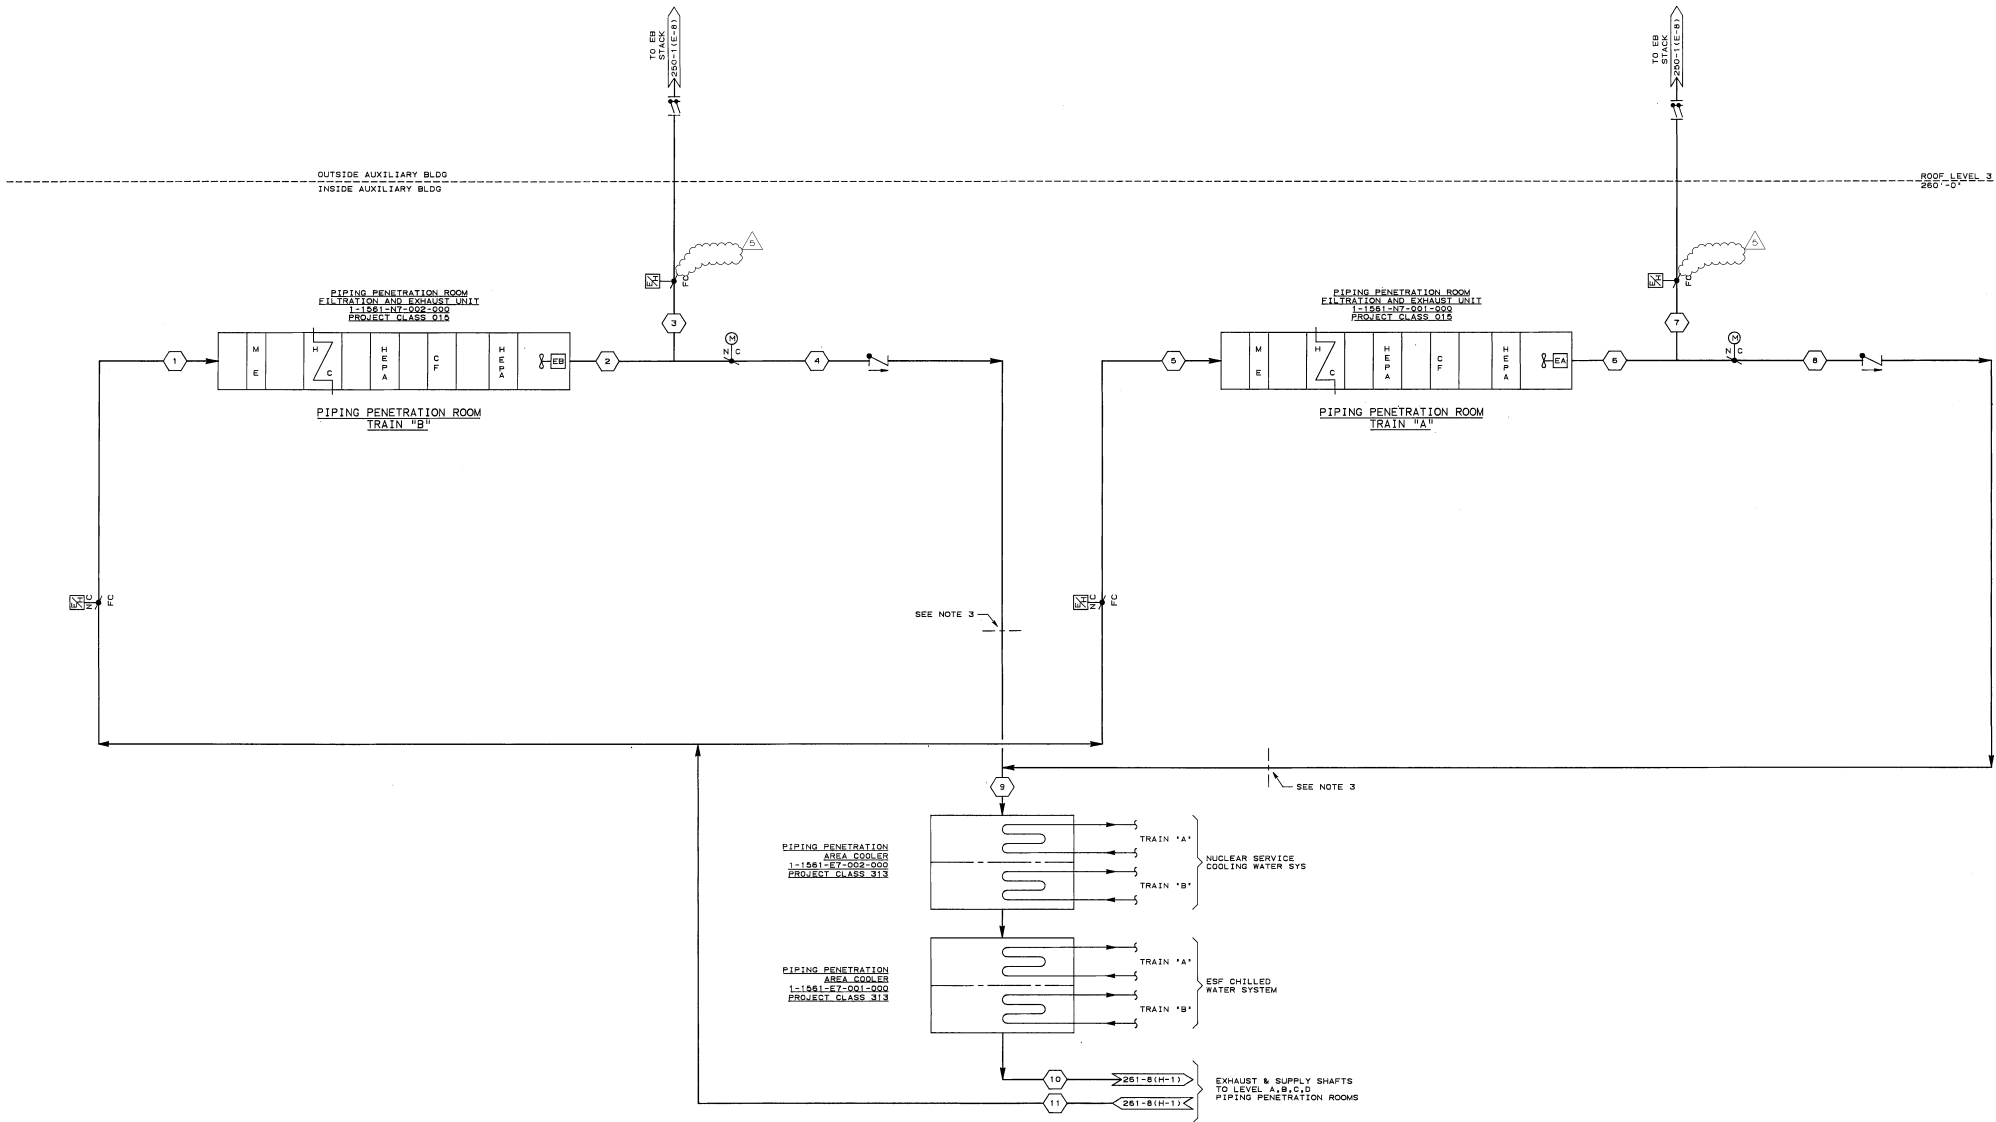 TO EB
STACK
250-1(E-8)
TO EB
STACK
250-1(E-8)
OUTSIDE AUXILIARY BLDG
INSIDE AUXILIARY BLDG
ROOF LEVEL 3
260'-0"
5
E/H
FC
5
E/H
FC
PIPING PENETRATION ROOM
FILTRATION AND EXHAUST UNIT
1-1561-N7-002-000
PROJECT CLASS 015
3
M
NC
PIPING PENETRATION ROOM
FILTRATION AND EXHAUST UNIT
1-1561-N7-001-000
PROJECT CLASS 015
7
M
NC
1
ME
HC
HEPA
CF
HEPA
EB
2
4
5
ME
HC
HEPA
CF
HEPA
EA
6
8
PIPING PENETRATION ROOM
TRAIN "B"
PIPING PENETRATION ROOM
TRAIN "A"
E/H
NC
FC
E/H
NC
FC
SEE NOTE 3
SEE NOTE 3
9
PIPING PENETRATION
AREA COOLER
1-1561-E7-002-000
PROJECT CLASS 313
TRAIN "A"
TRAIN "B"
NUCLEAR SERVICE
COOLING WATER SYS
PIPING PENETRATION
AREA COOLER
1-1561-E7-001-000
PROJECT CLASS 313
TRAIN "A"
TRAIN "B"
ESF CHILLED
WATER SYSTEM
10
261-8(H-1)
11
261-8(H-1)
EXHAUST & SUPPLY SHAFTS
TO LEVEL A,B,C,D
PIPING PENETRATION ROOMS